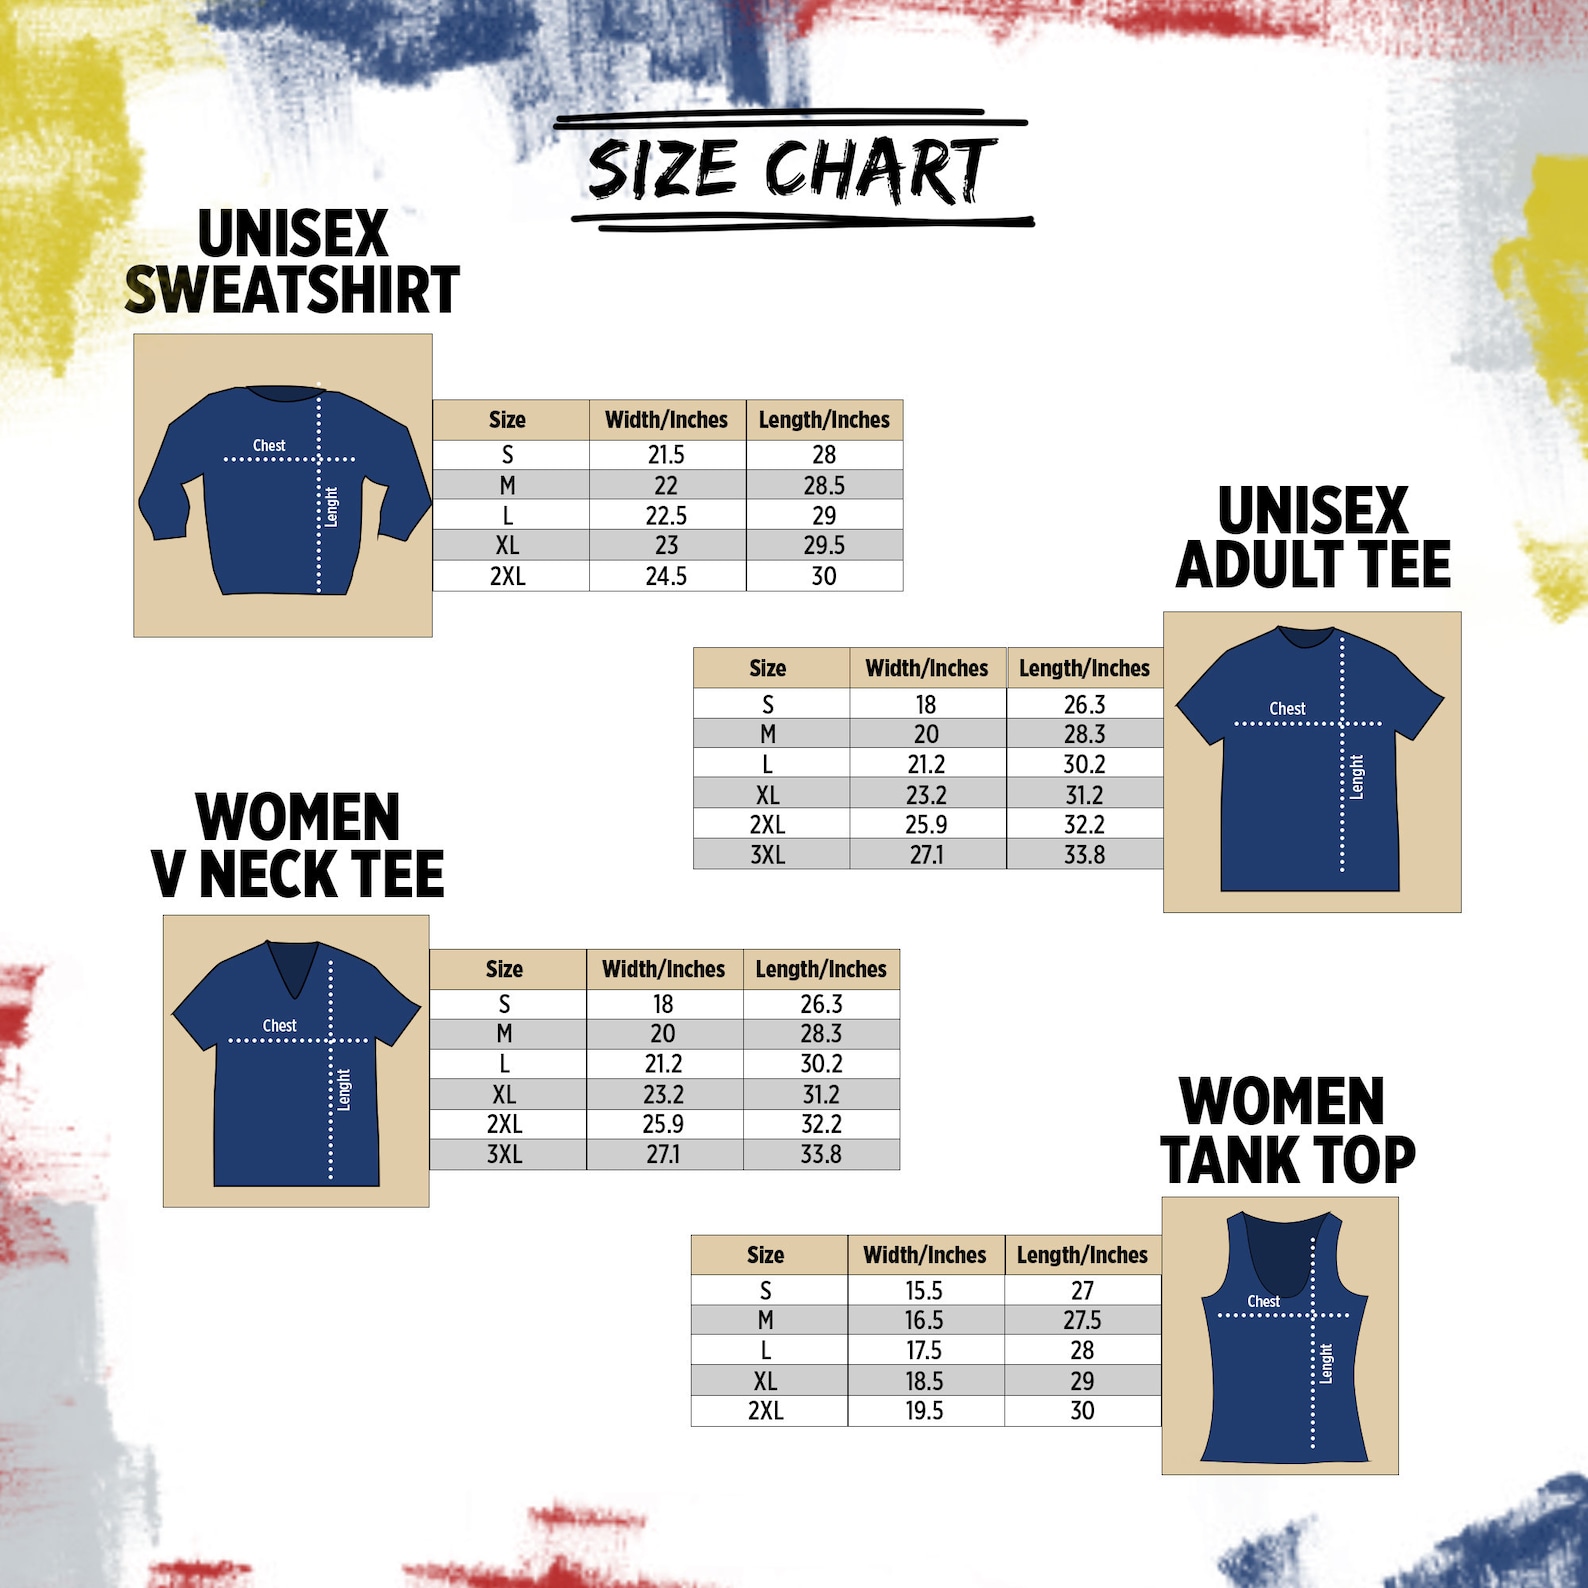 SIZE CHART
UNISEX
SWEATSHIRT
Chest
Lenght
Size Width/Inches Length/Inches
S 21.5 28
M 22 28.5
L 22.5 29
XL 23 29.5
2XL 24.5 30
UNISEX
ADULT TEE
Size Width/Inches Length/Inches
S 18 26.3
M 20 28.3
L 21.2 30.2
XL 23.2 31.2
2XL 25.9 32.2
3XL 27.1 33.8
Chest
Lenght
WOMEN
V NECK TEE
Chest
Lenght
Size Width/Inches Length/Inches
S 18 26.3
M 20 28.3
L 21.2 30.2
XL 23.2 31.2
2XL 25.9 32.2
3XL 27.1 33.8
WOMEN
TANK TOP
Size Width/Inches Length/Inches
S 15.5 27
M 16.5 27.5
L 17.5 28
XL 18.5 29
2XL 19.5 30
Chest
Lenght